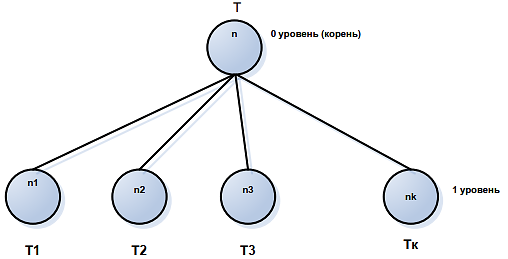 T
n
0 уровень (корень)
n1
n2
n3
nk
1 уровень
T1
T2
T3
Tк